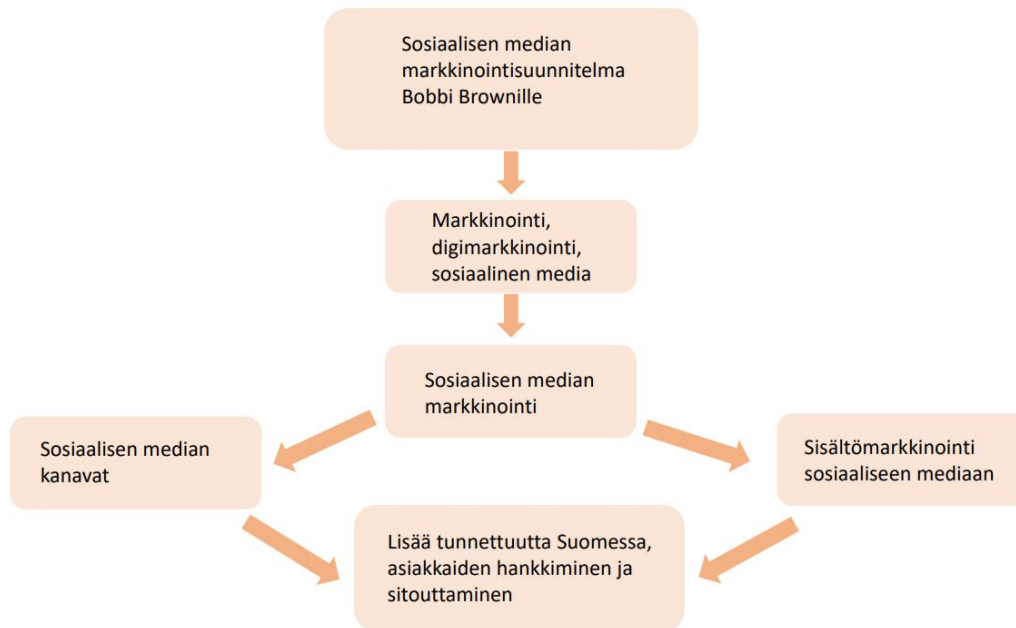 Sosiaalisen median
markkinointisuunnitelma
Bobbi Brownille
Markkinointi,
digimarkkinointi,
sosiaalinen media
Sosiaalisen median
markkinointi
Sosiaalisen median
kanavat
Sisältömarkkinointi
sosiaaliseen mediaan
Lisää tunnettuutta Suomessa,
asiakkaiden hankkiminen ja
sitouttaminen